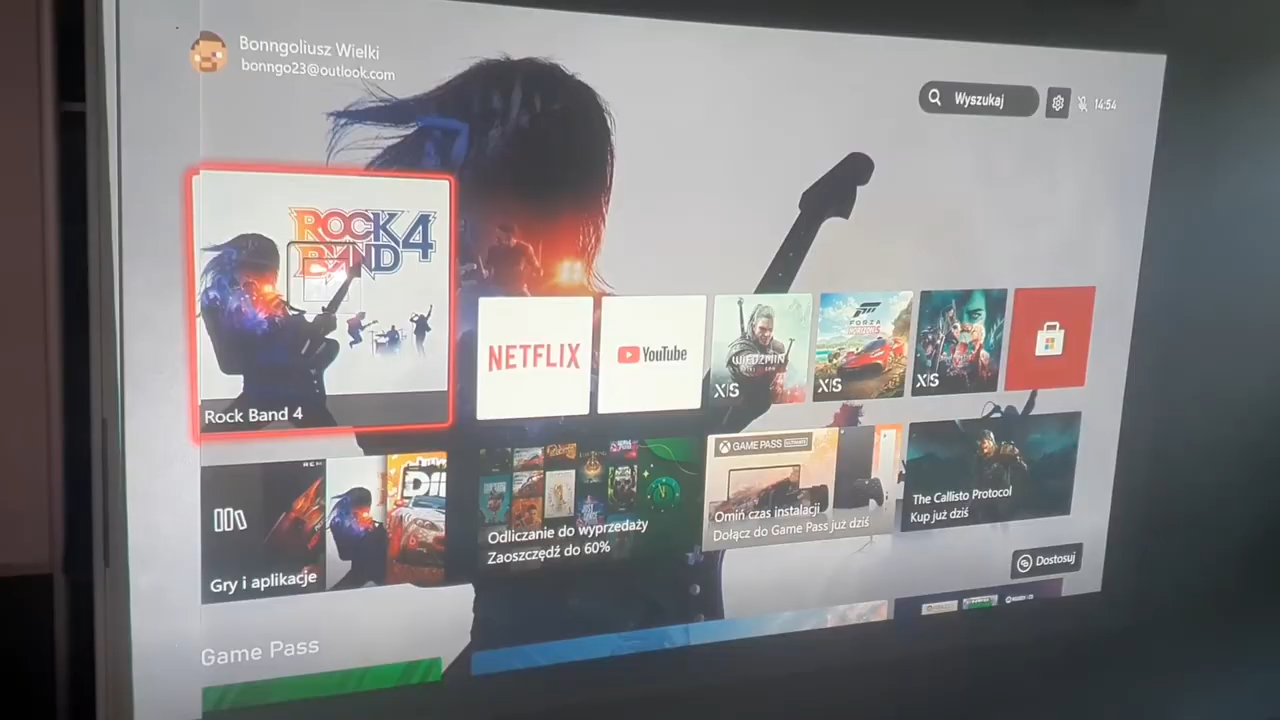 Bonngoliusz Wielki
bonngo23@outlook.com
Wyszukaj
14:54
ROCK
BAND 4
Rock Band 4
NETFLIX
YouTube
WIEDŹMIN
X|S
FORZA
HORIZON 5
X|S
X|S
Gry i aplikacje
Odliczanie do wyprzedaży
Zaoszczędź do 60%
GAME PASS ULTIMATE
Omiń czas instalacji
Dołącz do Game Pass już dziś
The Callisto Protocol
Kup już dziś
Dostosuj
Game Pass